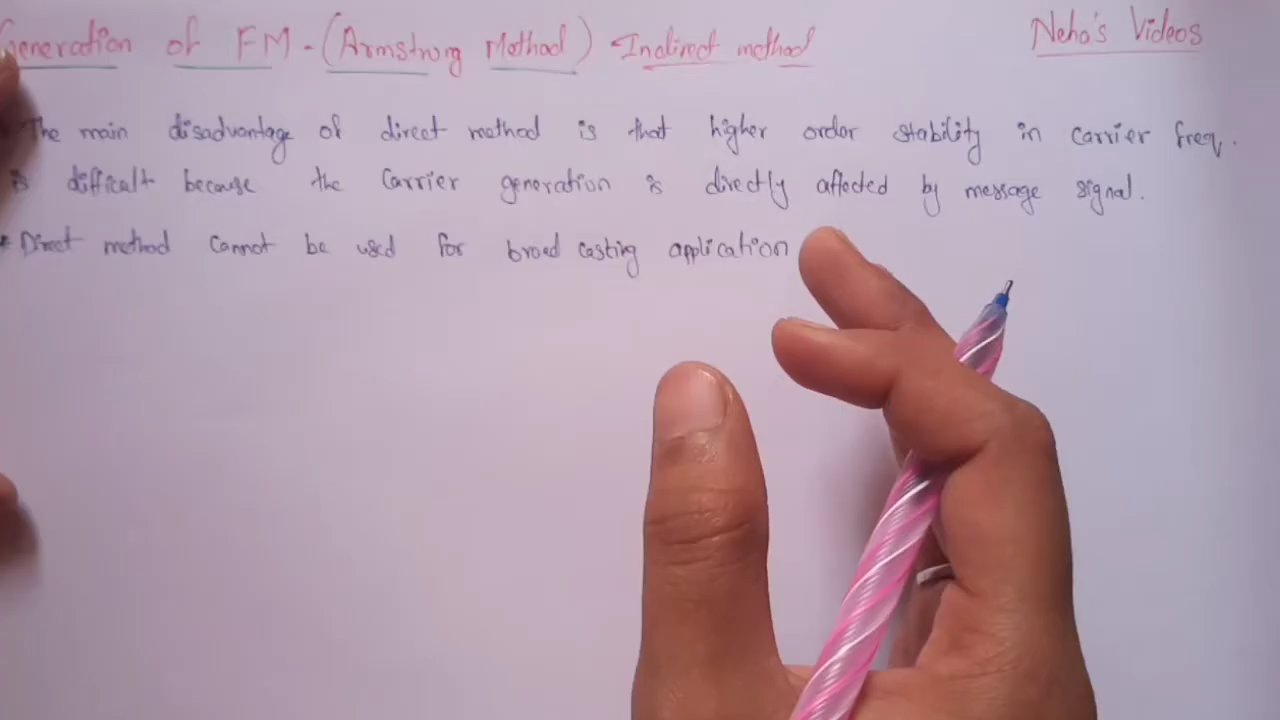 Generation of FM - (Armstrong Method) Indirect method
Neha's Videos
The main disadvantage of direct method is that higher order stability in carrier freq.
is difficult because the carrier generation is directly affected by message signal.
* Direct method cannot be used for broad casting application